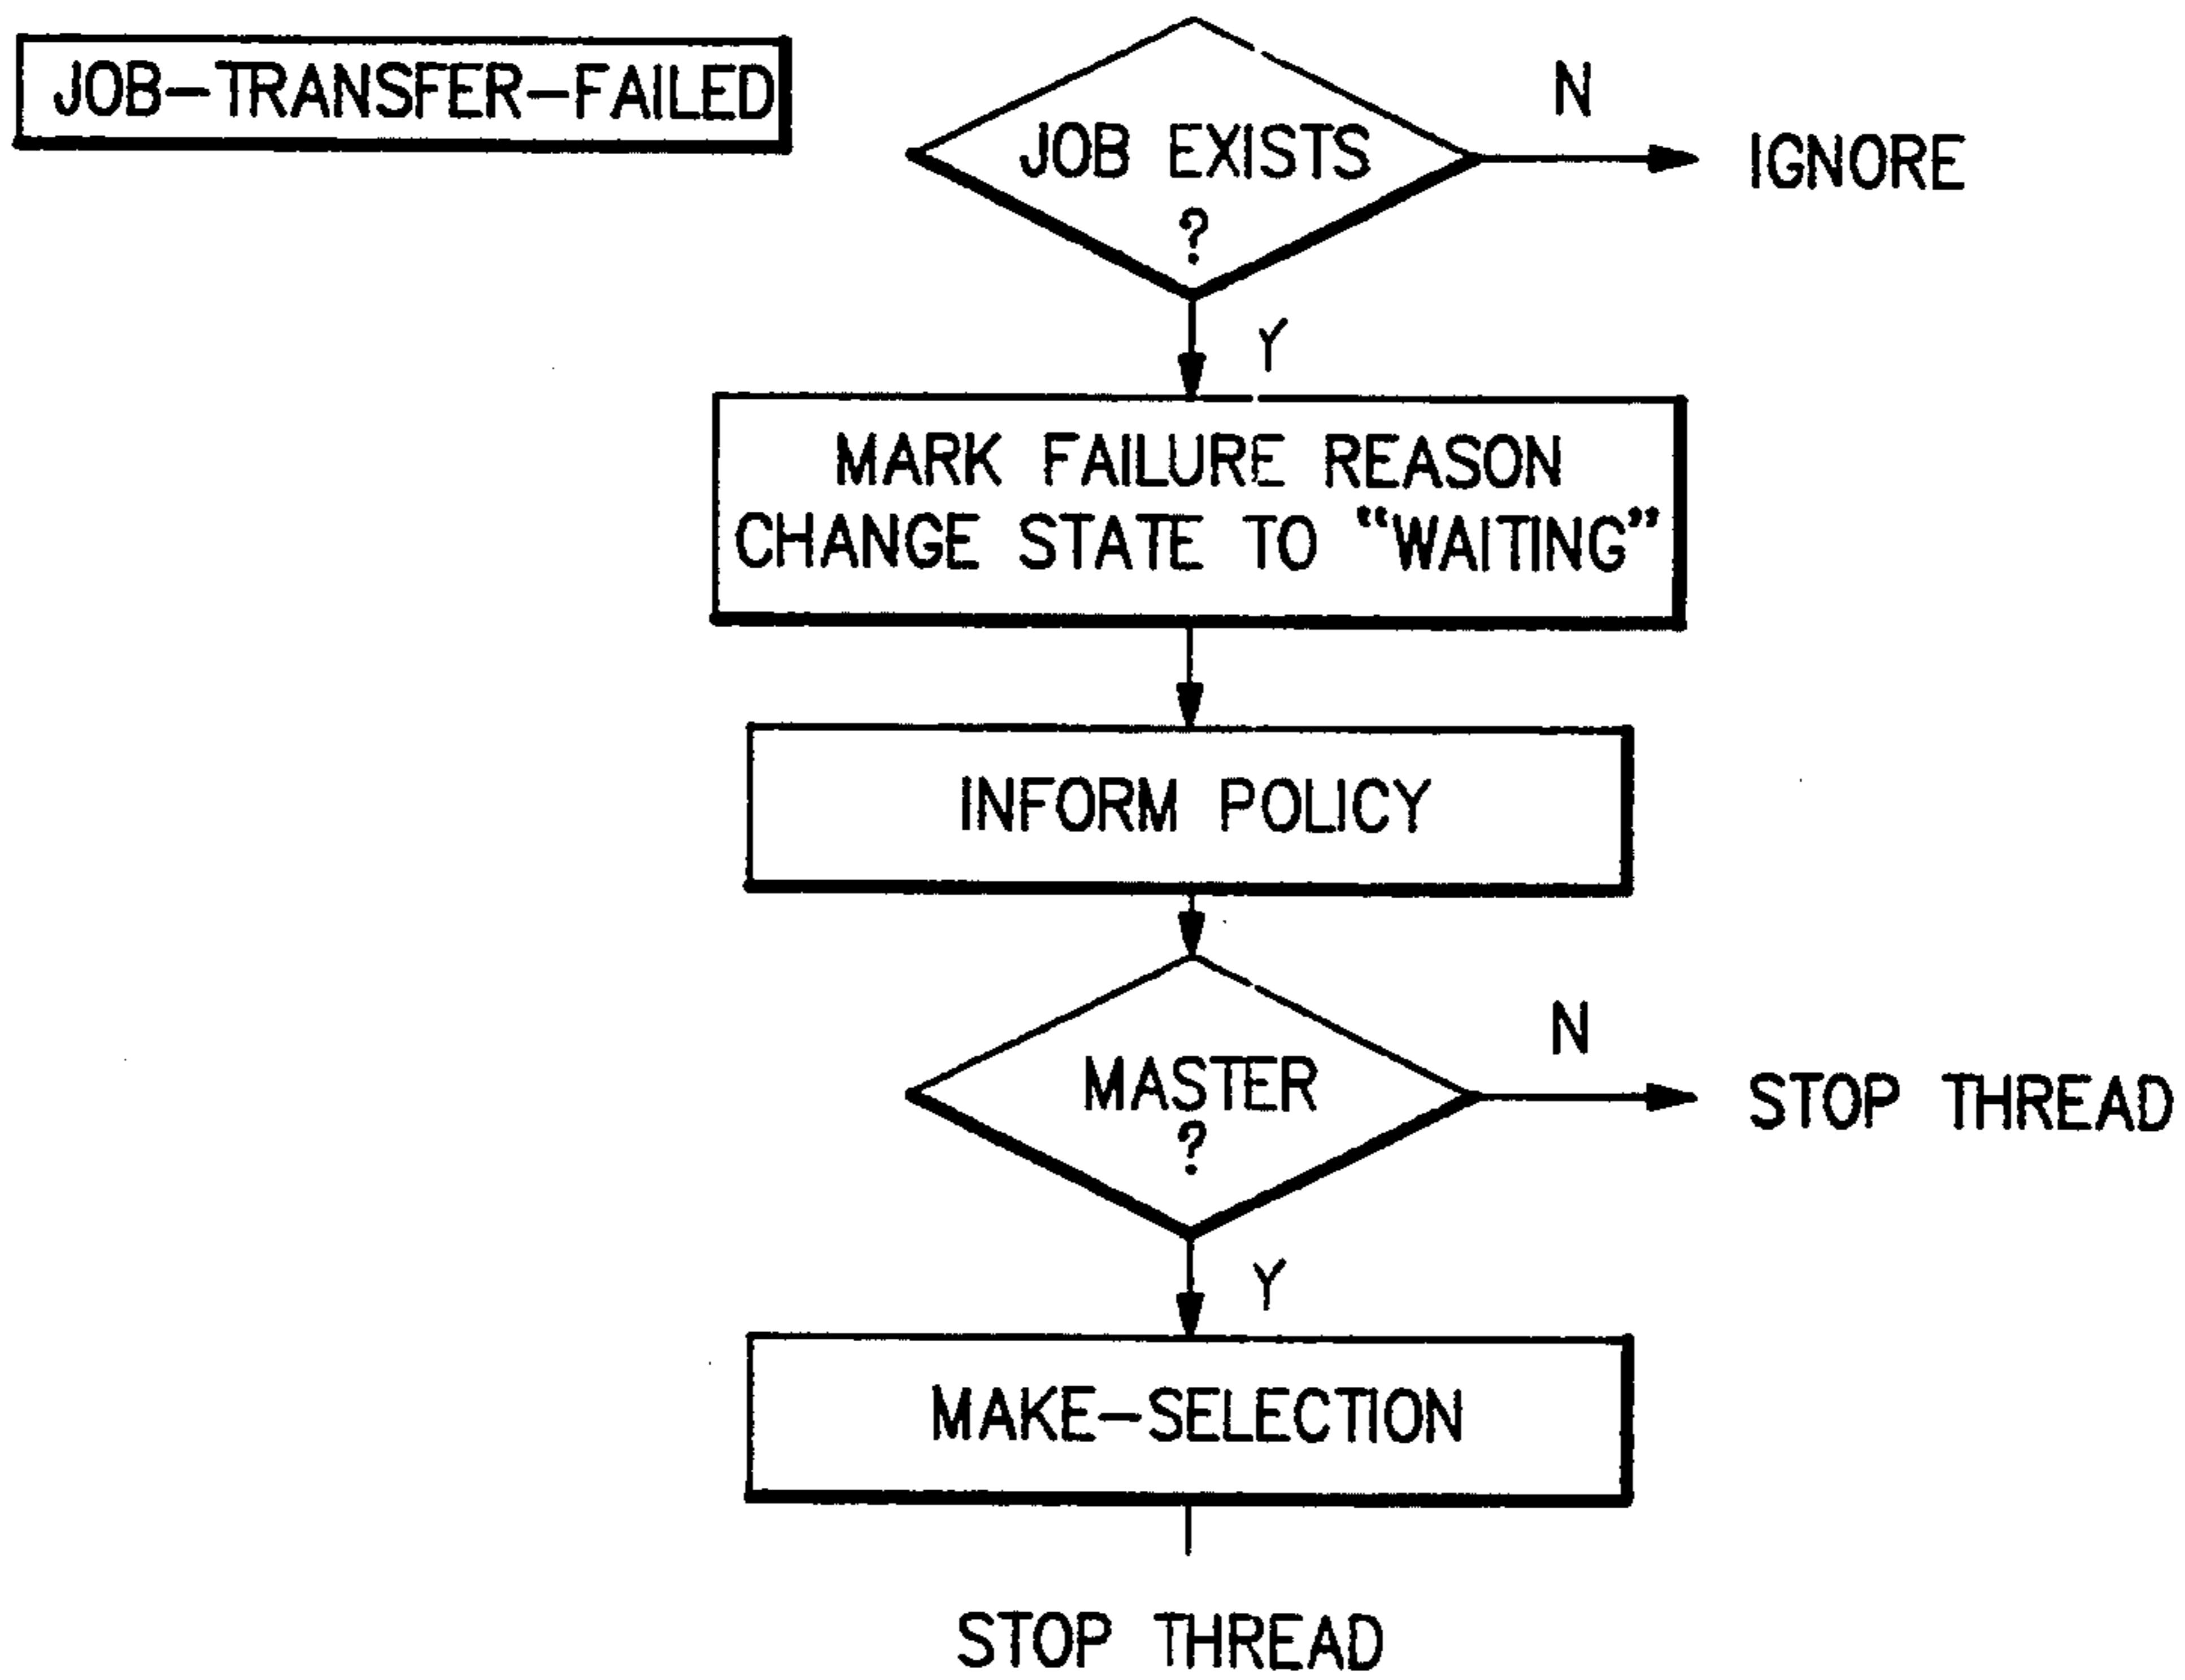 JOB-TRANSFER-FAILED
JOB EXISTS
?
N
IGNORE
Y
MARK FAILURE REASON
CHANGE STATE TO “WAITING”
INFORM POLICY
MASTER
?
N
STOP THREAD
Y
MAKE-SELECTION
STOP THREAD